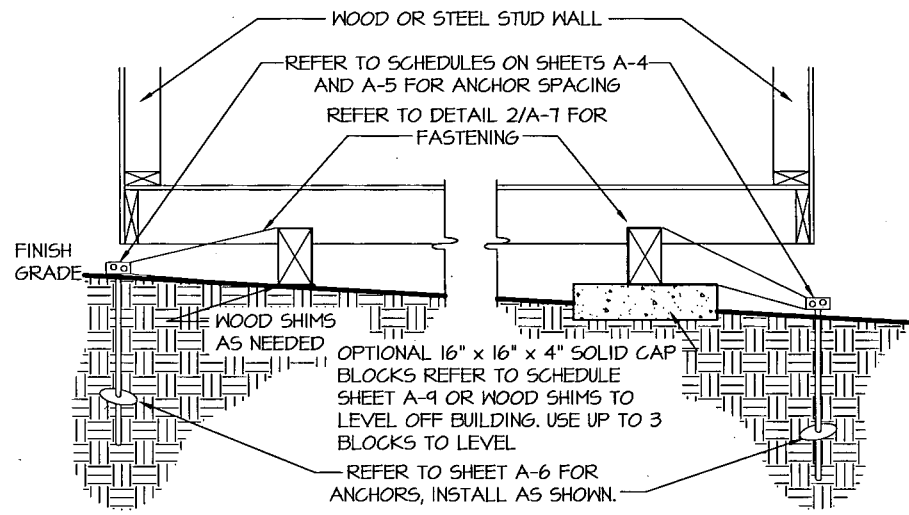 WOOD OR STEEL STUD WALL
REFER TO SCHEDULES ON SHEETS A-4
AND A-5 FOR ANCHOR SPACING
REFER TO DETAIL 2/A-7 FOR
FASTENING
FINISH
GRADE
WOOD SHIMS
AS NEEDED
OPTIONAL 16" x 16" x 4" SOLID CAP
BLOCKS REFER TO SCHEDULE
SHEET A-9 OR WOOD SHIMS TO
LEVEL OFF BUILDING. USE UP TO 3
BLOCKS TO LEVEL
REFER TO SHEET A-6 FOR
ANCHORS, INSTALL AS SHOWN.